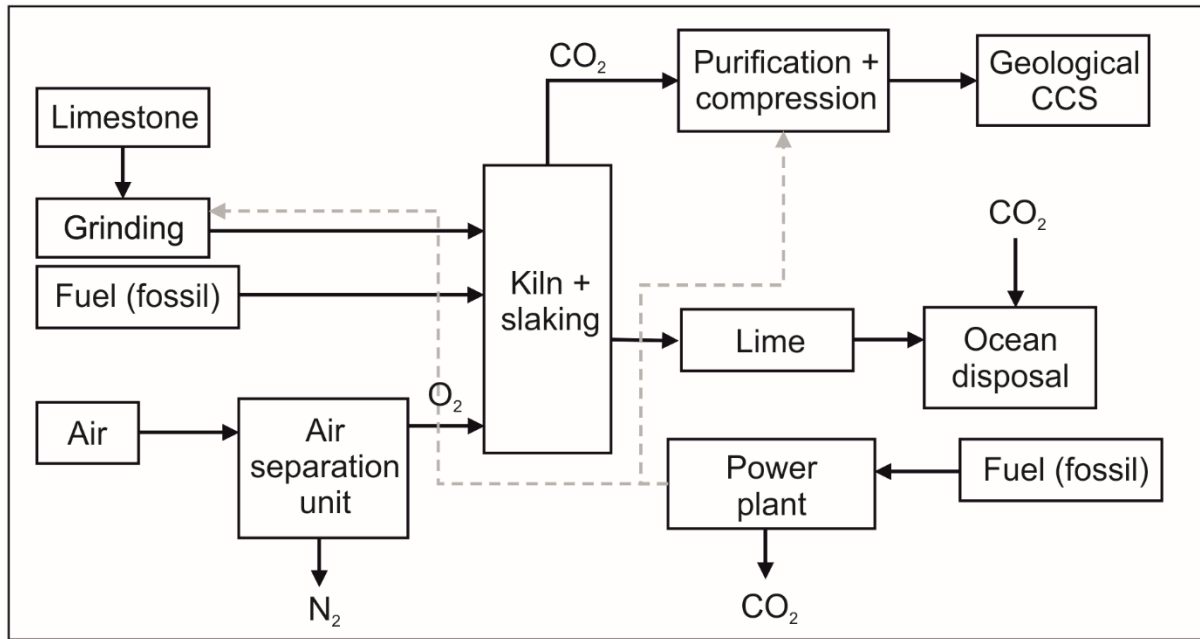 CO₂
Purification +
compression
Geological
CCS
Limestone
Grinding
Fuel (fossil)
Kiln +
slaking
CO₂
Lime
Ocean
disposal
O₂
Air
Air
separation
unit
N₂
Power
plant
Fuel (fossil)
CO₂